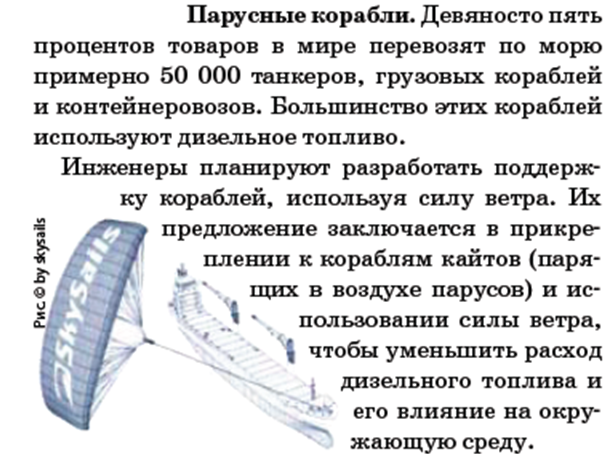 Парусные корабли. Девяносто пять
процентов товаров в мире перевозят по морю
примерно 50 000 танкеров, грузовых кораблей
и контейнеровозов. Большинство этих кораблей
используют дизельное топливо.
Инженеры планируют разработать поддерж-
ку кораблей, используя силу ветра. Их
предложение заключается в прикре-
плении к кораблям кайтов (паря-
щих в воздухе парусов) и ис-
пользовании силы ветра,
чтобы уменьшить расход
дизельного топлива и
его влияние на окру-
жающую среду.
Рис. © by skysails
SkySails